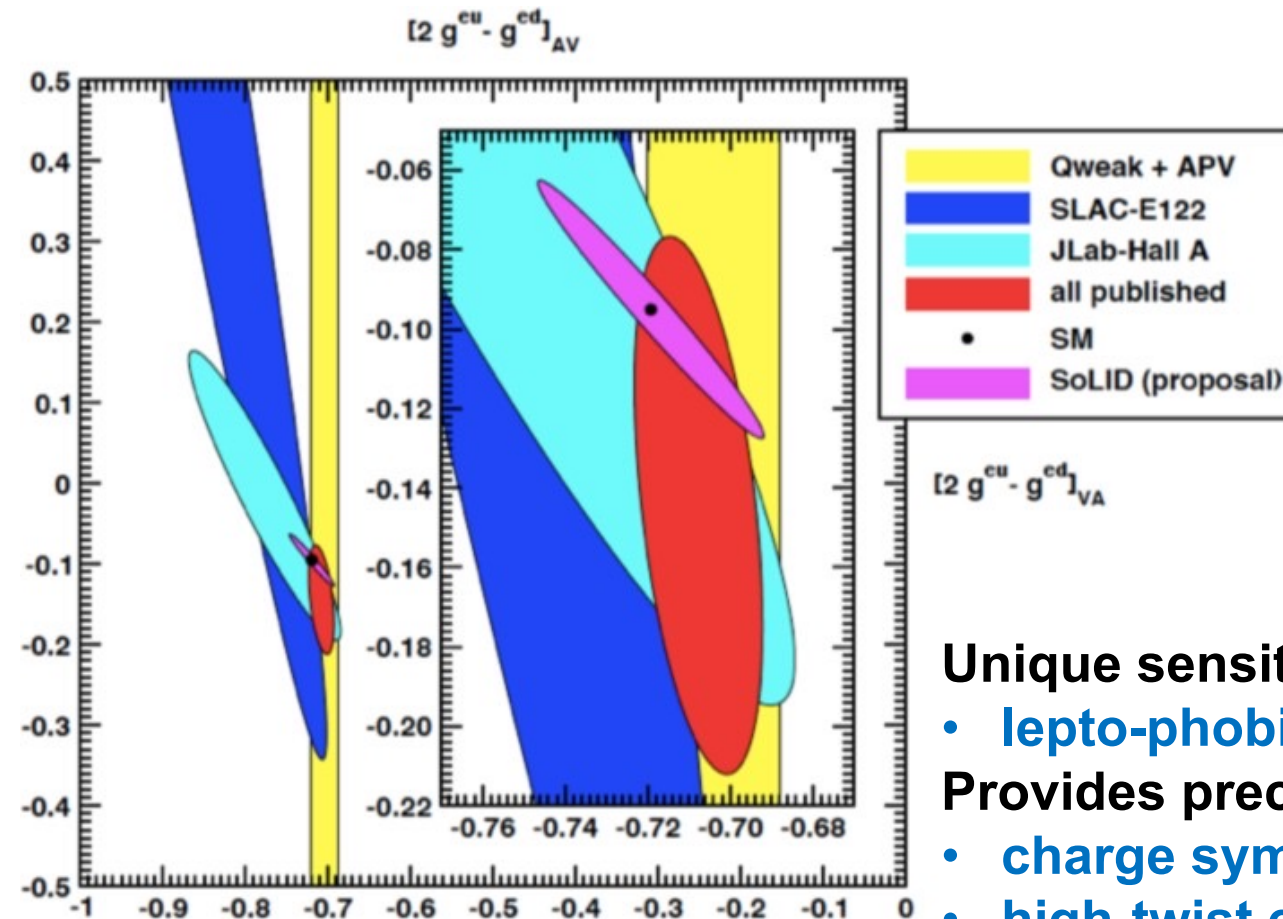 [2 g^eu - g^ed]_AV
0.5
0.4
0.3
0.2
0.1
0
-0.1
-0.2
-0.3
-0.4
-0.5
-1 -0.9 -0.8 -0.7 -0.6 -0.5 -0.4 -0.3 -0.2 -0.1 0
-0.06
-0.08
-0.10
-0.12
-0.14
-0.16
-0.18
-0.20
-0.22
-0.76 -0.74 -0.72 -0.70 -0.68
Qweak + APV
SLAC-E122
JLab-Hall A
all published
SM
SoLID (proposal)
[2 g^eu - g^ed]_VA
Unique sensit
• lepto-phobi
Provides prec
• charge sym